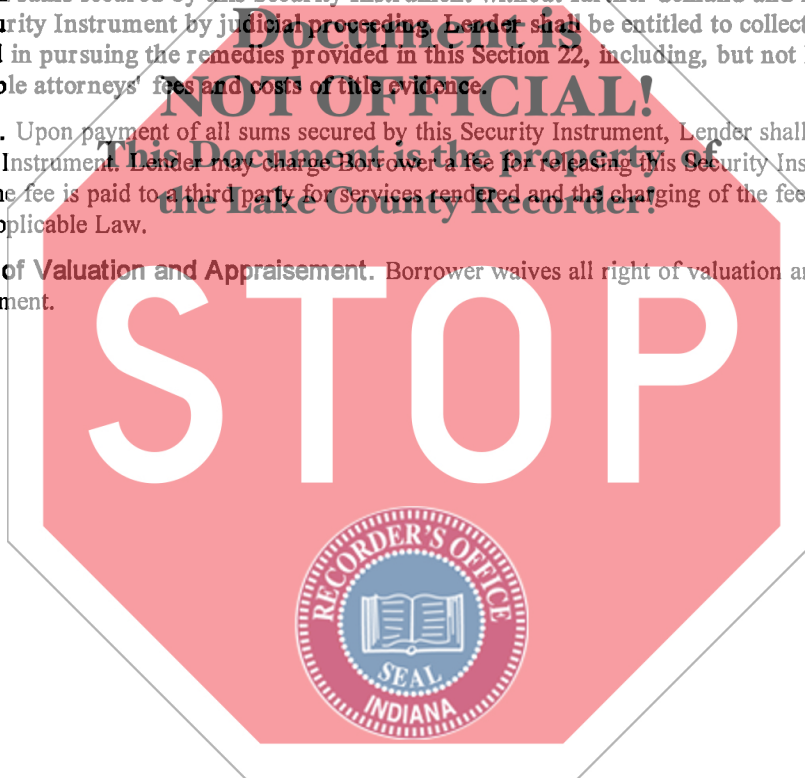 Document is
urity Instrument by judicial proceeding. Lender shall be entitled to collect
in pursuing the remedies provided in this Section 22, including, but not
le attorneys' fees and costs of title evidence.
NOT OFFICIAL!
. Upon payment of all sums secured by this Security Instrument, Lender shall
Instrument. Lender may charge Borrower a fee for releasing this Security Ins
This Document is the property of
e fee is paid to a third party for services rendered and the charging of the fee
the Lake County Recorder!
plicable Law.
of Valuation and Appraisement. Borrower waives all right of valuation an
ment.
STOP
RECORDER'S OFFICE
SEAL
INDIANA